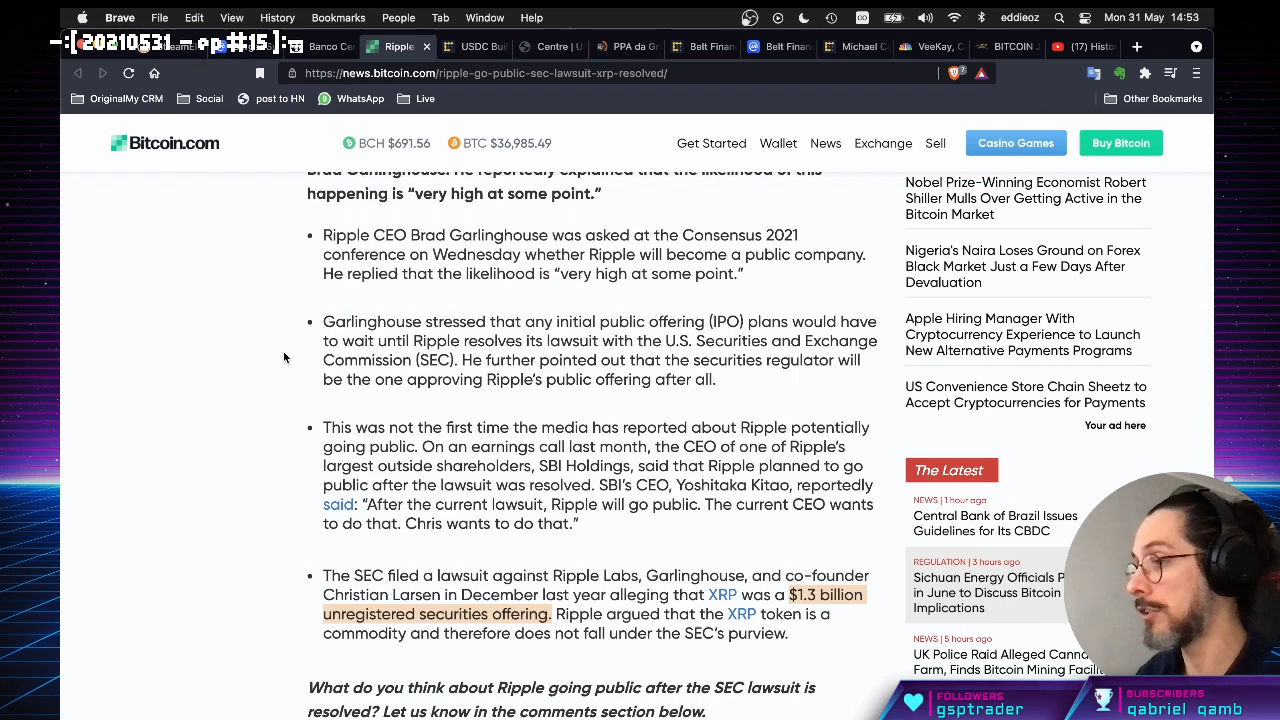 Brave File Edit View History Bookmarks People Tab Window Help eddieoz Mon 31 May 14:53
~:[20210531 - ep#15]:~
Banco Cer Ripple USDC Buil Centre | U PPA da Gr Belt Finan Belt Finan Michael C VeeKay, C BITCOIN J (17) Histo
https://news.bitcoin.com/ripple-go-public-sec-lawsuit-xrp-resolved/
OriginalMy CRM Social post to HN WhatsApp Live Other Bookmarks
Bitcoin.com BCH $691.56 BTC $36,985.49 Get Started Wallet News Exchange Sell Casino Games Buy Bitcoin
Brad Garlinghouse. He reportedly explained that the likelihood of this
happening is “very high at some point.”
• Ripple CEO Brad Garlinghouse was asked at the Consensus 2021
conference on Wednesday whether Ripple will become a public company.
He replied that the likelihood is “very high at some point.”
• Garlinghouse stressed that any initial public offering (IPO) plans would have
to wait until Ripple resolves its lawsuit with the U.S. Securities and Exchange
Commission (SEC). He further pointed out that the securities regulator will
be the one approving Ripple’s public offering after all.
• This was not the first time the media has reported about Ripple potentially
going public. On an earnings call last month, the CEO of one of Ripple’s
largest outside shareholders, SBI Holdings, said that Ripple planned to go
public after the lawsuit was resolved. SBI’s CEO, Yoshitaka Kitao, reportedly
said: “After the current lawsuit, Ripple will go public. The current CEO wants
to do that. Chris wants to do that.”
• The SEC filed a lawsuit against Ripple Labs, Garlinghouse, and co-founder
Christian Larsen in December last year alleging that XRP was a $1.3 billion
unregistered securities offering. Ripple argued that the XRP token is a
commodity and therefore does not fall under the SEC’s purview.
What do you think about Ripple going public after the SEC lawsuit is
resolved? Let us know in the comments section below.
Nobel Prize-Winning Economist Robert
Shiller Mills Over Getting Active in the
Bitcoin Market
Nigeria's Naira Loses Ground on Forex
Black Market Just a Few Days After
Devaluation
Apple Hiring Manager With
Cryptocurrency Experience to Launch
New Alternative Payments Programs
US Convenience Store Chain Sheetz to
Accept Cryptocurrencies for Payments
Your ad here
The Latest
NEWS | 1 hour ago
Central Bank of Brazil Issues
Guidelines for Its CBDC
REGULATION | 3 hours ago
Sichuan Energy Officials P
in June to Discuss Bitcoin
Implications
NEWS | 5 hours ago
UK Police Raid Alleged Canna
Farm, Finds Bitcoin Mining Facili
FOLLOWERS
gsptrader
SUBSCRIBERS
gabriel gamb